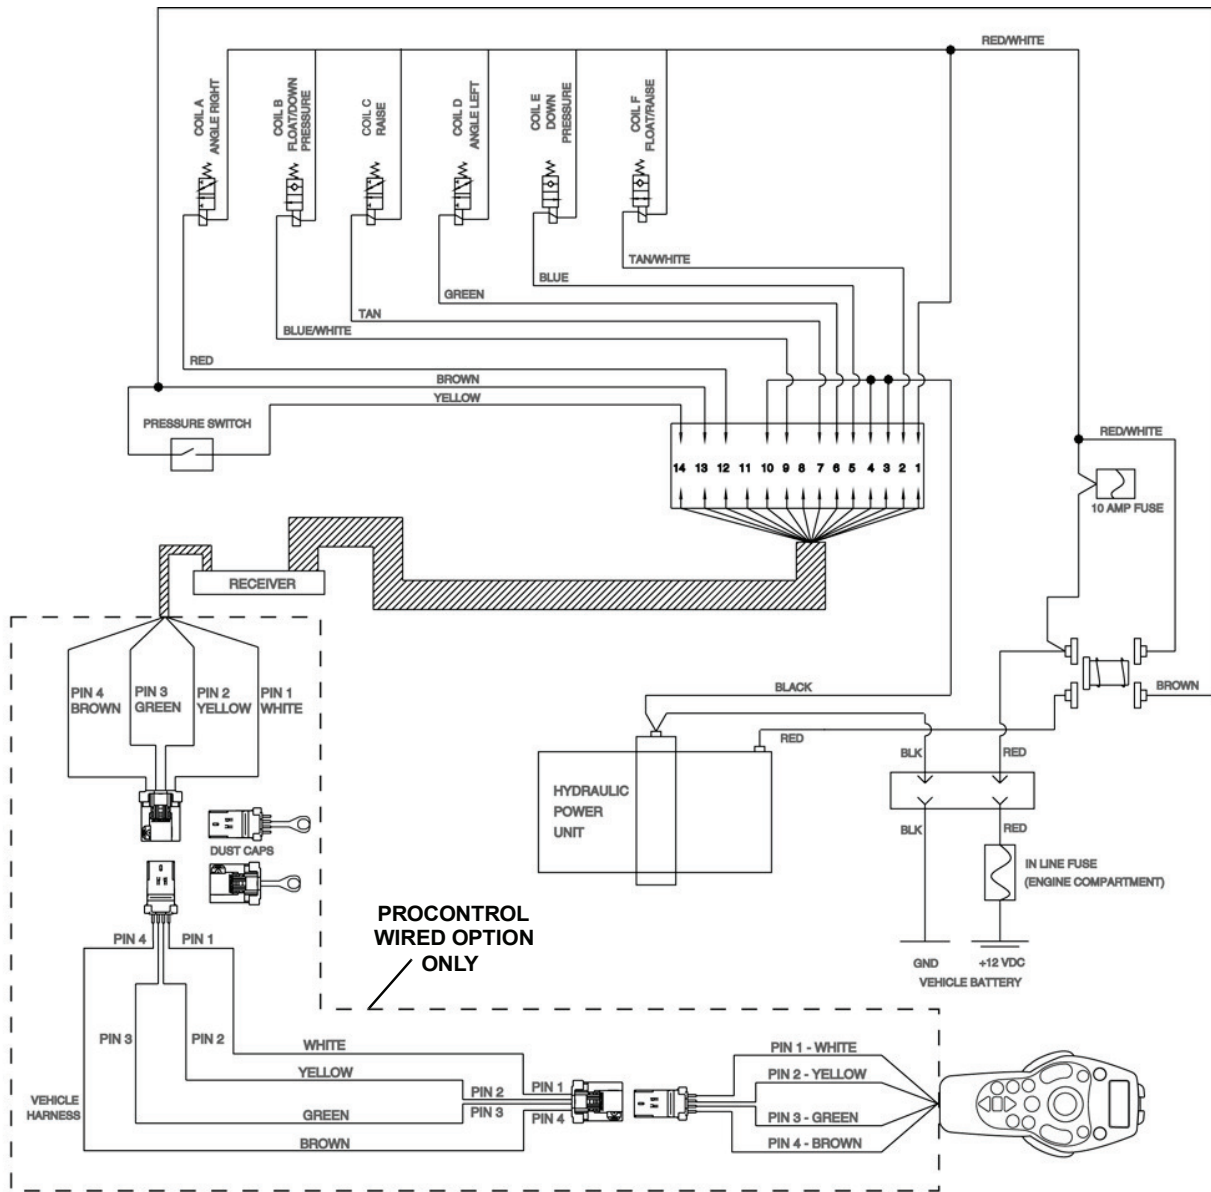 RED/WHITE
COIL A
ANGLE RIGHT
COIL B
FLOAT/DOWN
PRESSURE
COIL C
RAISE
COIL D
ANGLE LEFT
COIL E
DOWN
PRESSURE
COIL F
FLOAT/RAISE
TAN/WHITE
BLUE
GREEN
TAN
BLUE/WHITE
RED
BROWN
YELLOW
PRESSURE SWITCH
RED/WHITE
14 13 12 11 10 9 8 7 6 5 4 3 2 1
10 AMP FUSE
RECEIVER
PIN 4
BROWN
PIN 3
GREEN
PIN 2
YELLOW
PIN 1
WHITE
BLACK
BROWN
RED
BLK
RED
HYDRAULIC
POWER
UNIT
BLK
RED
DUST CAPS
IN LINE FUSE
(ENGINE COMPARTMENT)
PROCONTROL
WIRED OPTION
ONLY
PIN 4
PIN 1
GND
+12 VDC
VEHICLE BATTERY
PIN 3
PIN 2
WHITE
YELLOW
GREEN
BROWN
VEHICLE
HARNESS
PIN 1
PIN 2
PIN 3
PIN 4
PIN 1 - WHITE
PIN 2 - YELLOW
PIN 3 - GREEN
PIN 4 - BROWN